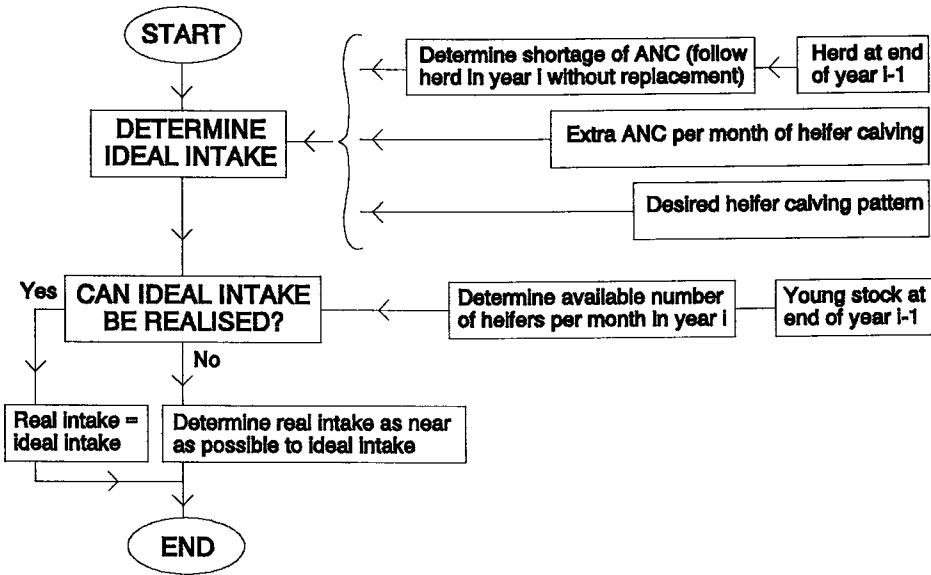 START
Determine shortage of ANC (follow
herd in year i without replacement)
Herd at end
of year i-1
DETERMINE
IDEAL INTAKE
Extra ANC per month of heifer calving
Desired heifer calving pattern
Yes
CAN IDEAL INTAKE
BE REALISED?
Determine available number
of heifers per month in year i
Young stock at
end of year i-1
No
Real intake =
ideal intake
Determine real intake as near
as possible to ideal intake
END